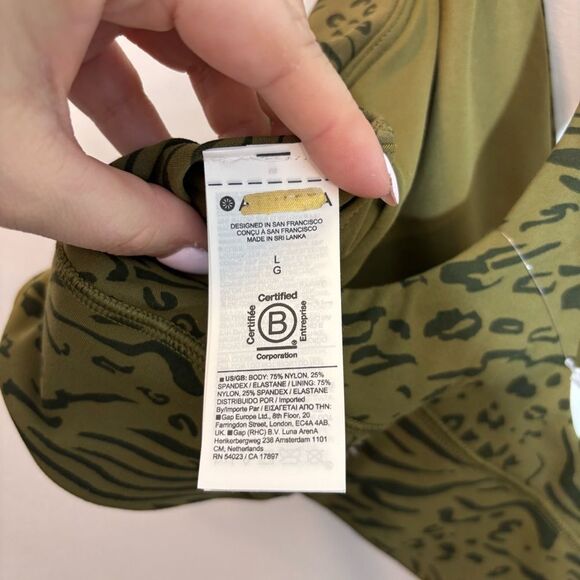 A A
DESIGNED IN SAN FRANCISCO
CONÇU À SAN FRANCISCO
MADE IN SRI LANKA
L
G
Certified
Certifiée
B
Entreprise
®
Corporation
US/GB: BODY: 75% NYLON, 25%
SPANDEX / ELASTANE / LINING: 75%
NYLON, 25% SPANDEX / ELASTANE
DISTRIBUIDO POR / Imported
By/Importe Par / ΕΙΣΑΓΕΤΑΙ ΑΠΟ ΤΗΝ:
Gap Europe Ltd., 8th Floor, 20
Farringdon Street, London, EC4A 4AB,
UK. Gap (RHC) B.V. Luna ArenA
Herikerbergweg 238 Amsterdam 1101
CM, Netherlands
RN 54023 / CA 17897